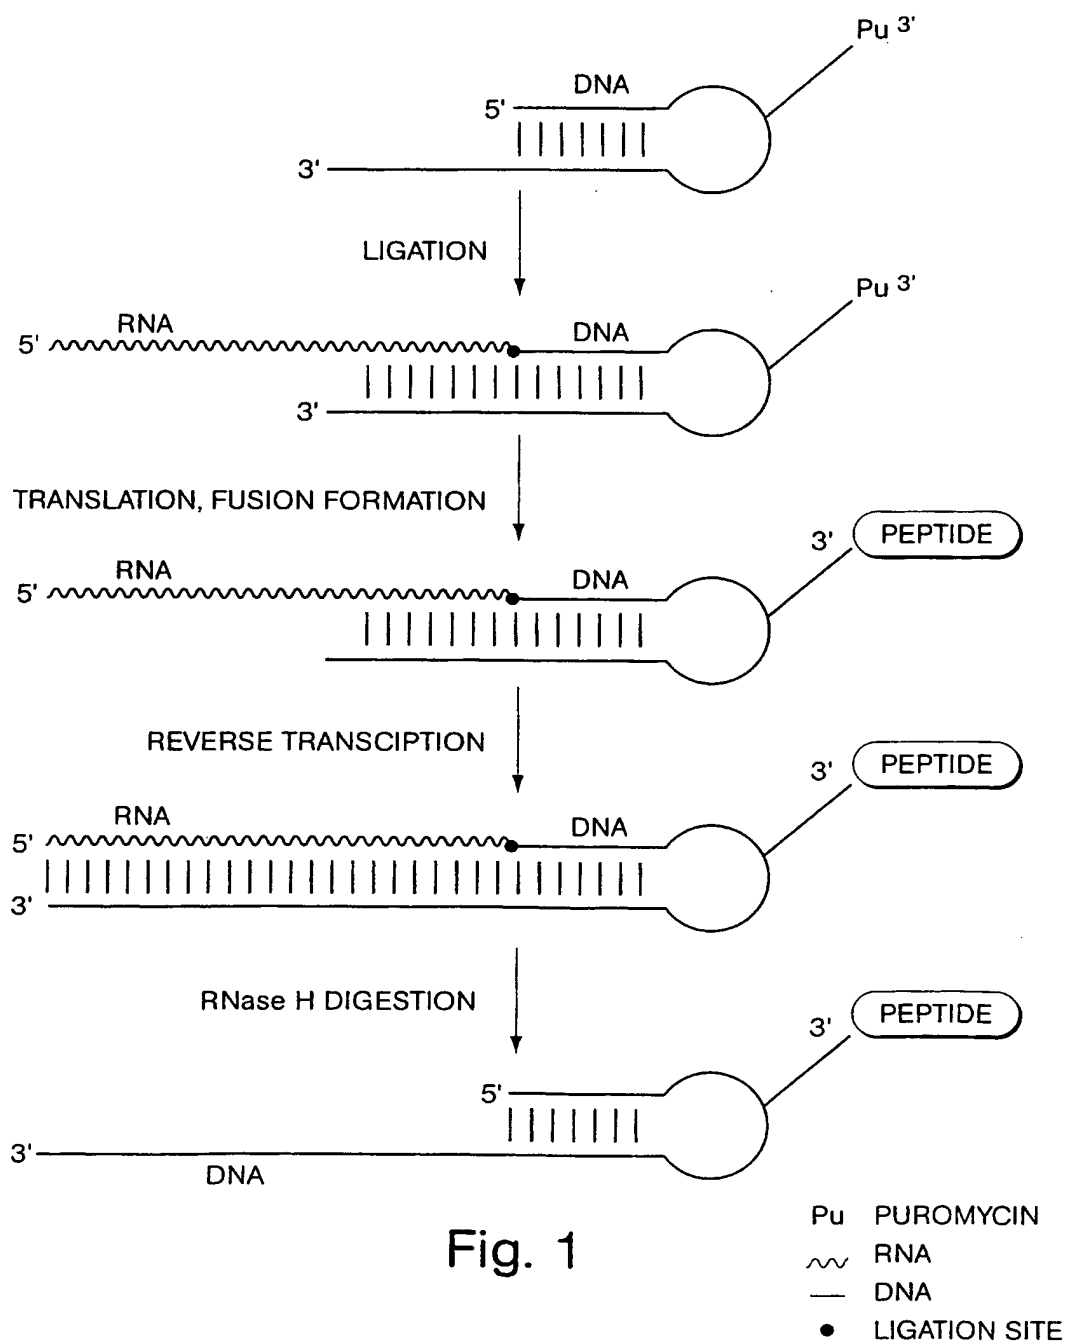 Pu 3'
DNA
5'
3'
LIGATION
Pu 3'
RNA
DNA
5'
3'
TRANSLATION, FUSION FORMATION
3' PEPTIDE
RNA
DNA
5'
REVERSE TRANSCIPTION
3' PEPTIDE
RNA
DNA
5'
3'
RNase H DIGESTION
3' PEPTIDE
5'
3'
DNA
Fig. 1
Pu PUROMYCIN
RNA
DNA
LIGATION SITE